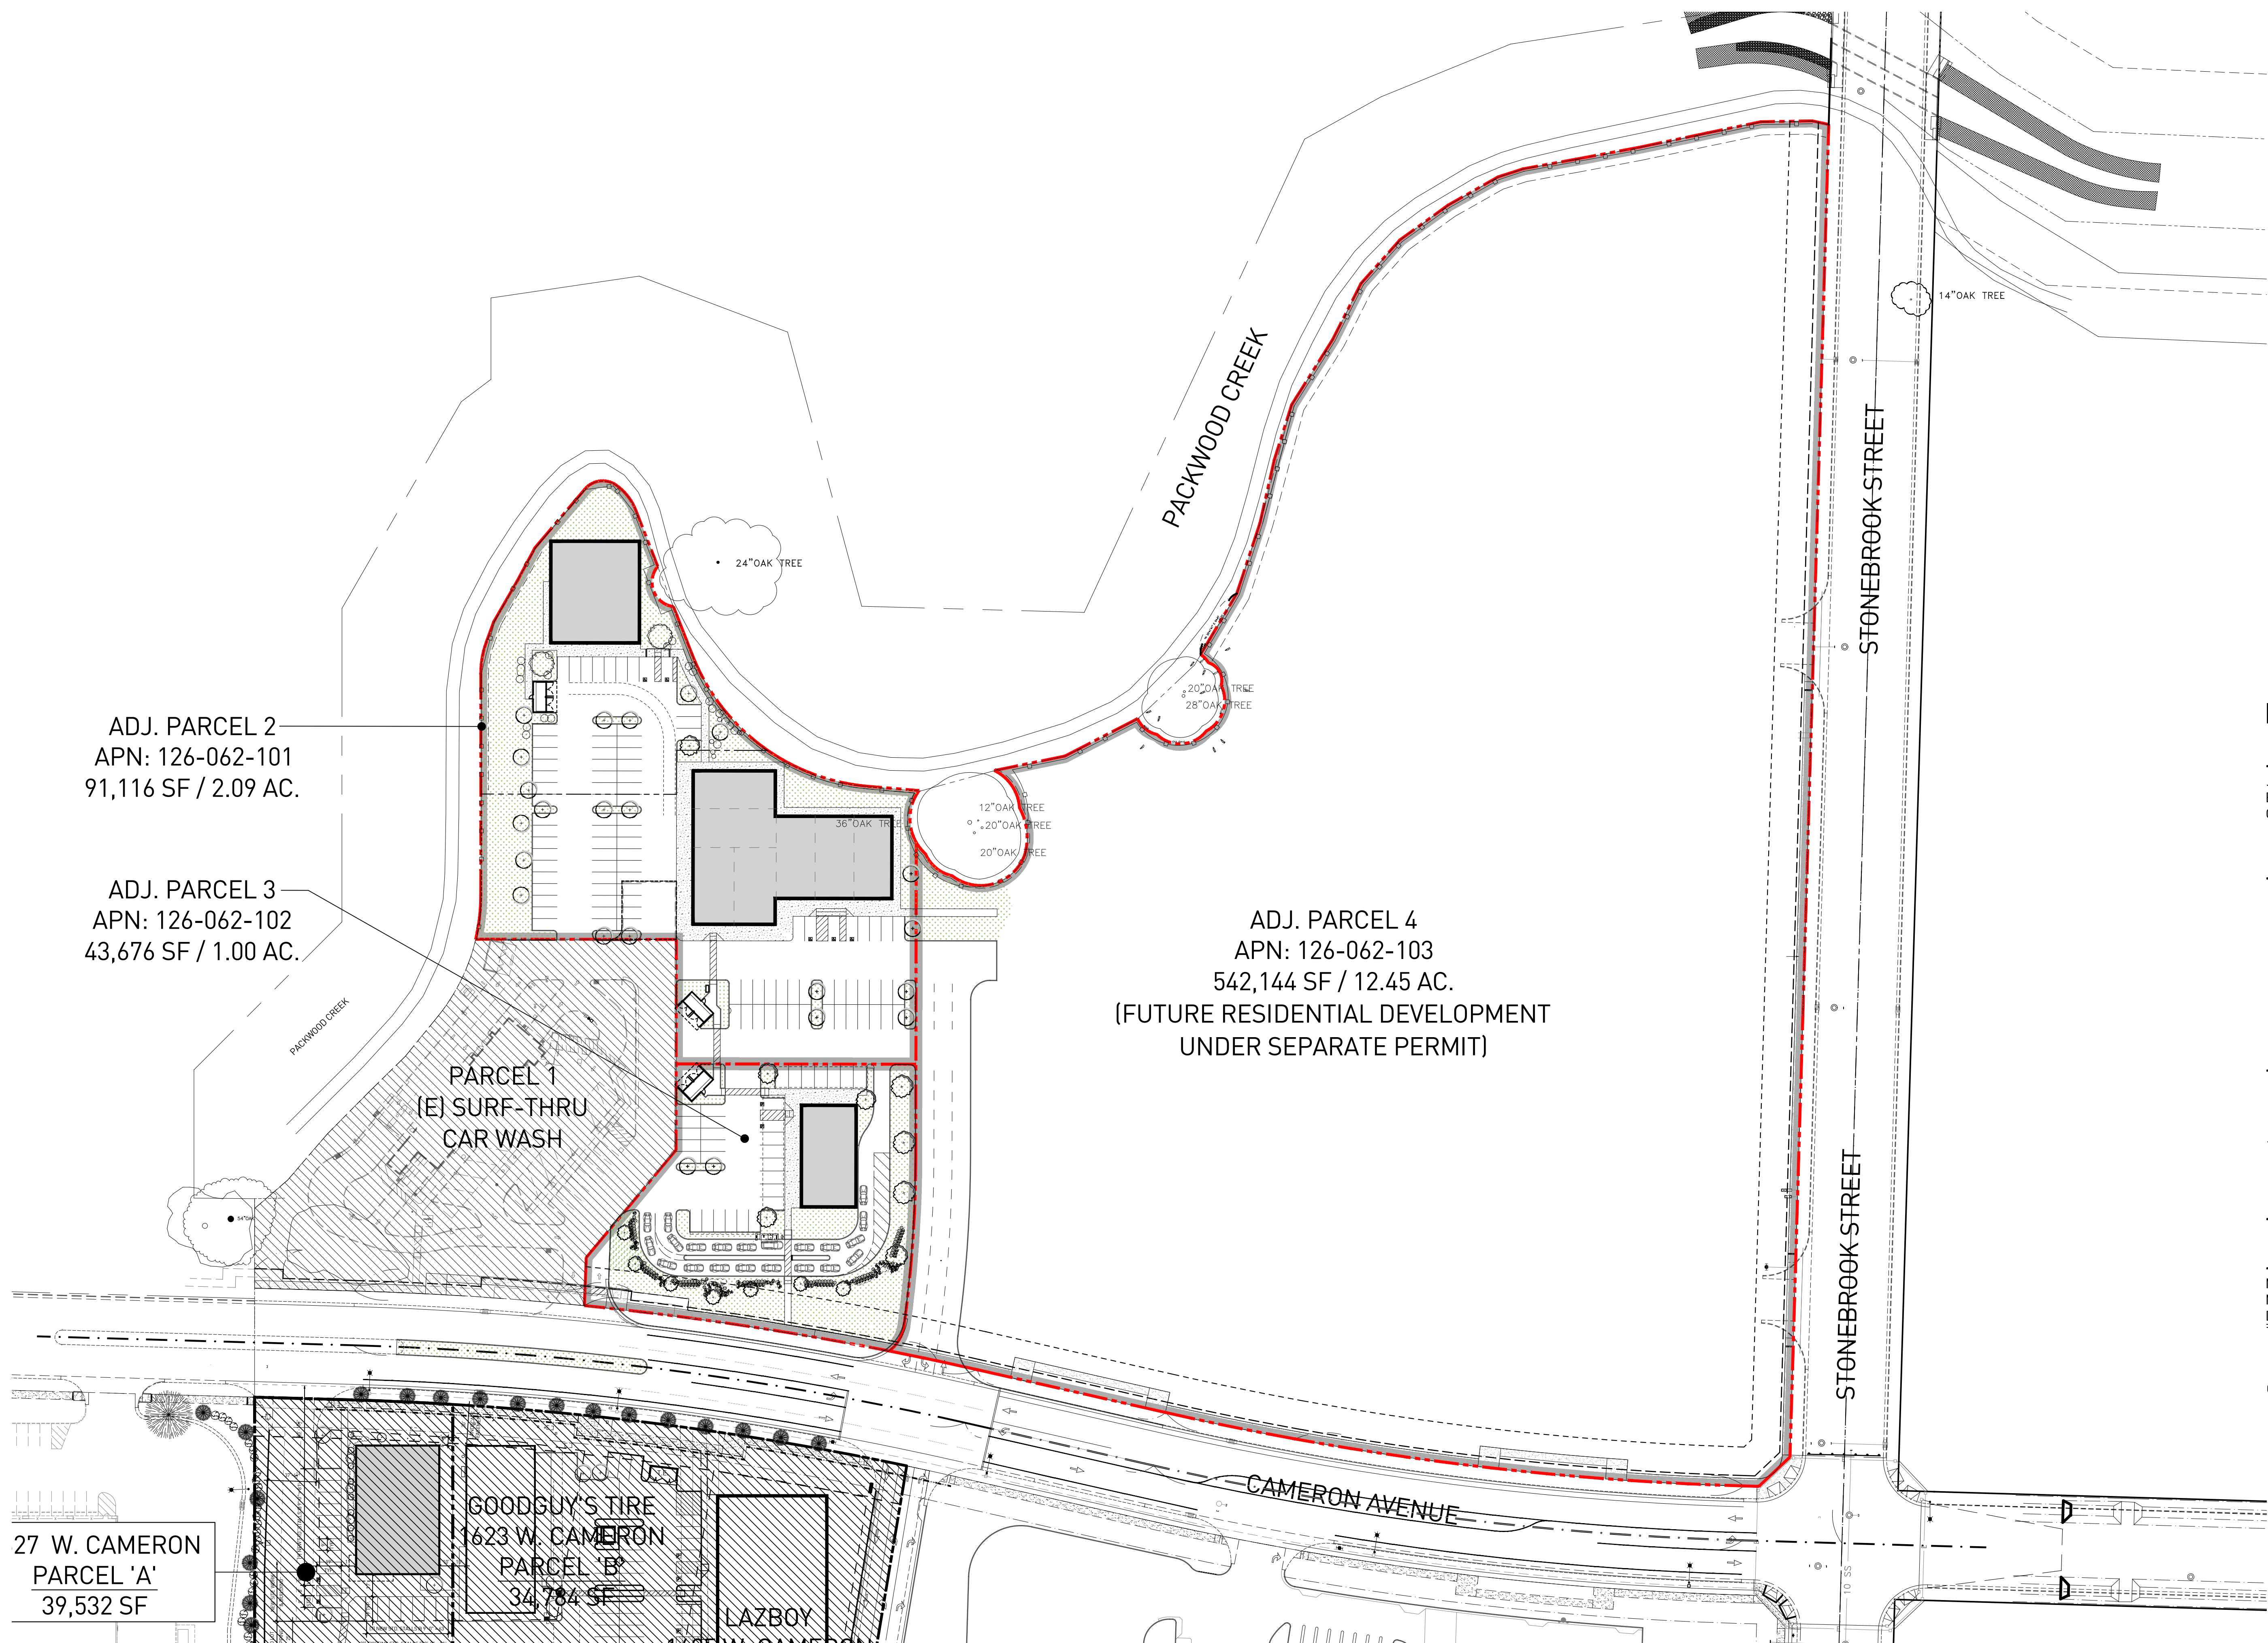 14"OAK TREE
PACKWOOD CREEK
STONEBROOK STREET
24"OAK TREE
20"OAK TREE
28"OAK TREE
ADJ. PARCEL 2
APN: 126-062-101
91,116 SF / 2.09 AC.
12"OAK TREE
36"OAK TREE
20"OAK TREE
20"OAK TREE
ADJ. PARCEL 3
APN: 126-062-102
43,676 SF / 1.00 AC.
ADJ. PARCEL 4
APN: 126-062-103
542,144 SF / 12.45 AC.
(FUTURE RESIDENTIAL DEVELOPMENT
UNDER SEPARATE PERMIT)
PACKWOOD CREEK
PARCEL 1
(E) SURF-THRU
CAR WASH
54"OAK
STONEBROOK STREET
CAMERON AVENUE
GOODGUY'S TIRE
1623 W. CAMERON
PARCEL 'B'
34,784 SF
27 W. CAMERON
PARCEL 'A'
39,532 SF
LAZBOY
W. CAMERON
10 SS